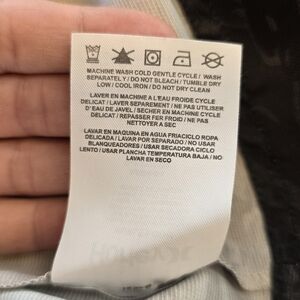 MACHINE WASH COLD GENTLE CYCLE / WASH
SEPARATELY / DO NOT BLEACH / TUMBLE DRY
LOW / COOL IRON / DO NOT DRY CLEAN
LAVER EN MACHINE A L'EAU FROIDE CYCLE
DELICAT / LAVER SEPAREMENT / NE PAS UTILISER
D'EAU DE JAVEL / SECHER EN MACHINE CYCLE
DELICAT / REPASSER FER FROID / NE PAS
NETTOYER A SEC
LAVAR EN MAQUINA EN AGUA FRIACICLO ROPA
DELICADA / LAVAR POR SEPARADO / NO USAR
BLANQUEADORES / USAR SECADORA CICLO
LENTO / USAR PLANCHA TEMPERATURA BAJA / NO
LAVAR EN SECO